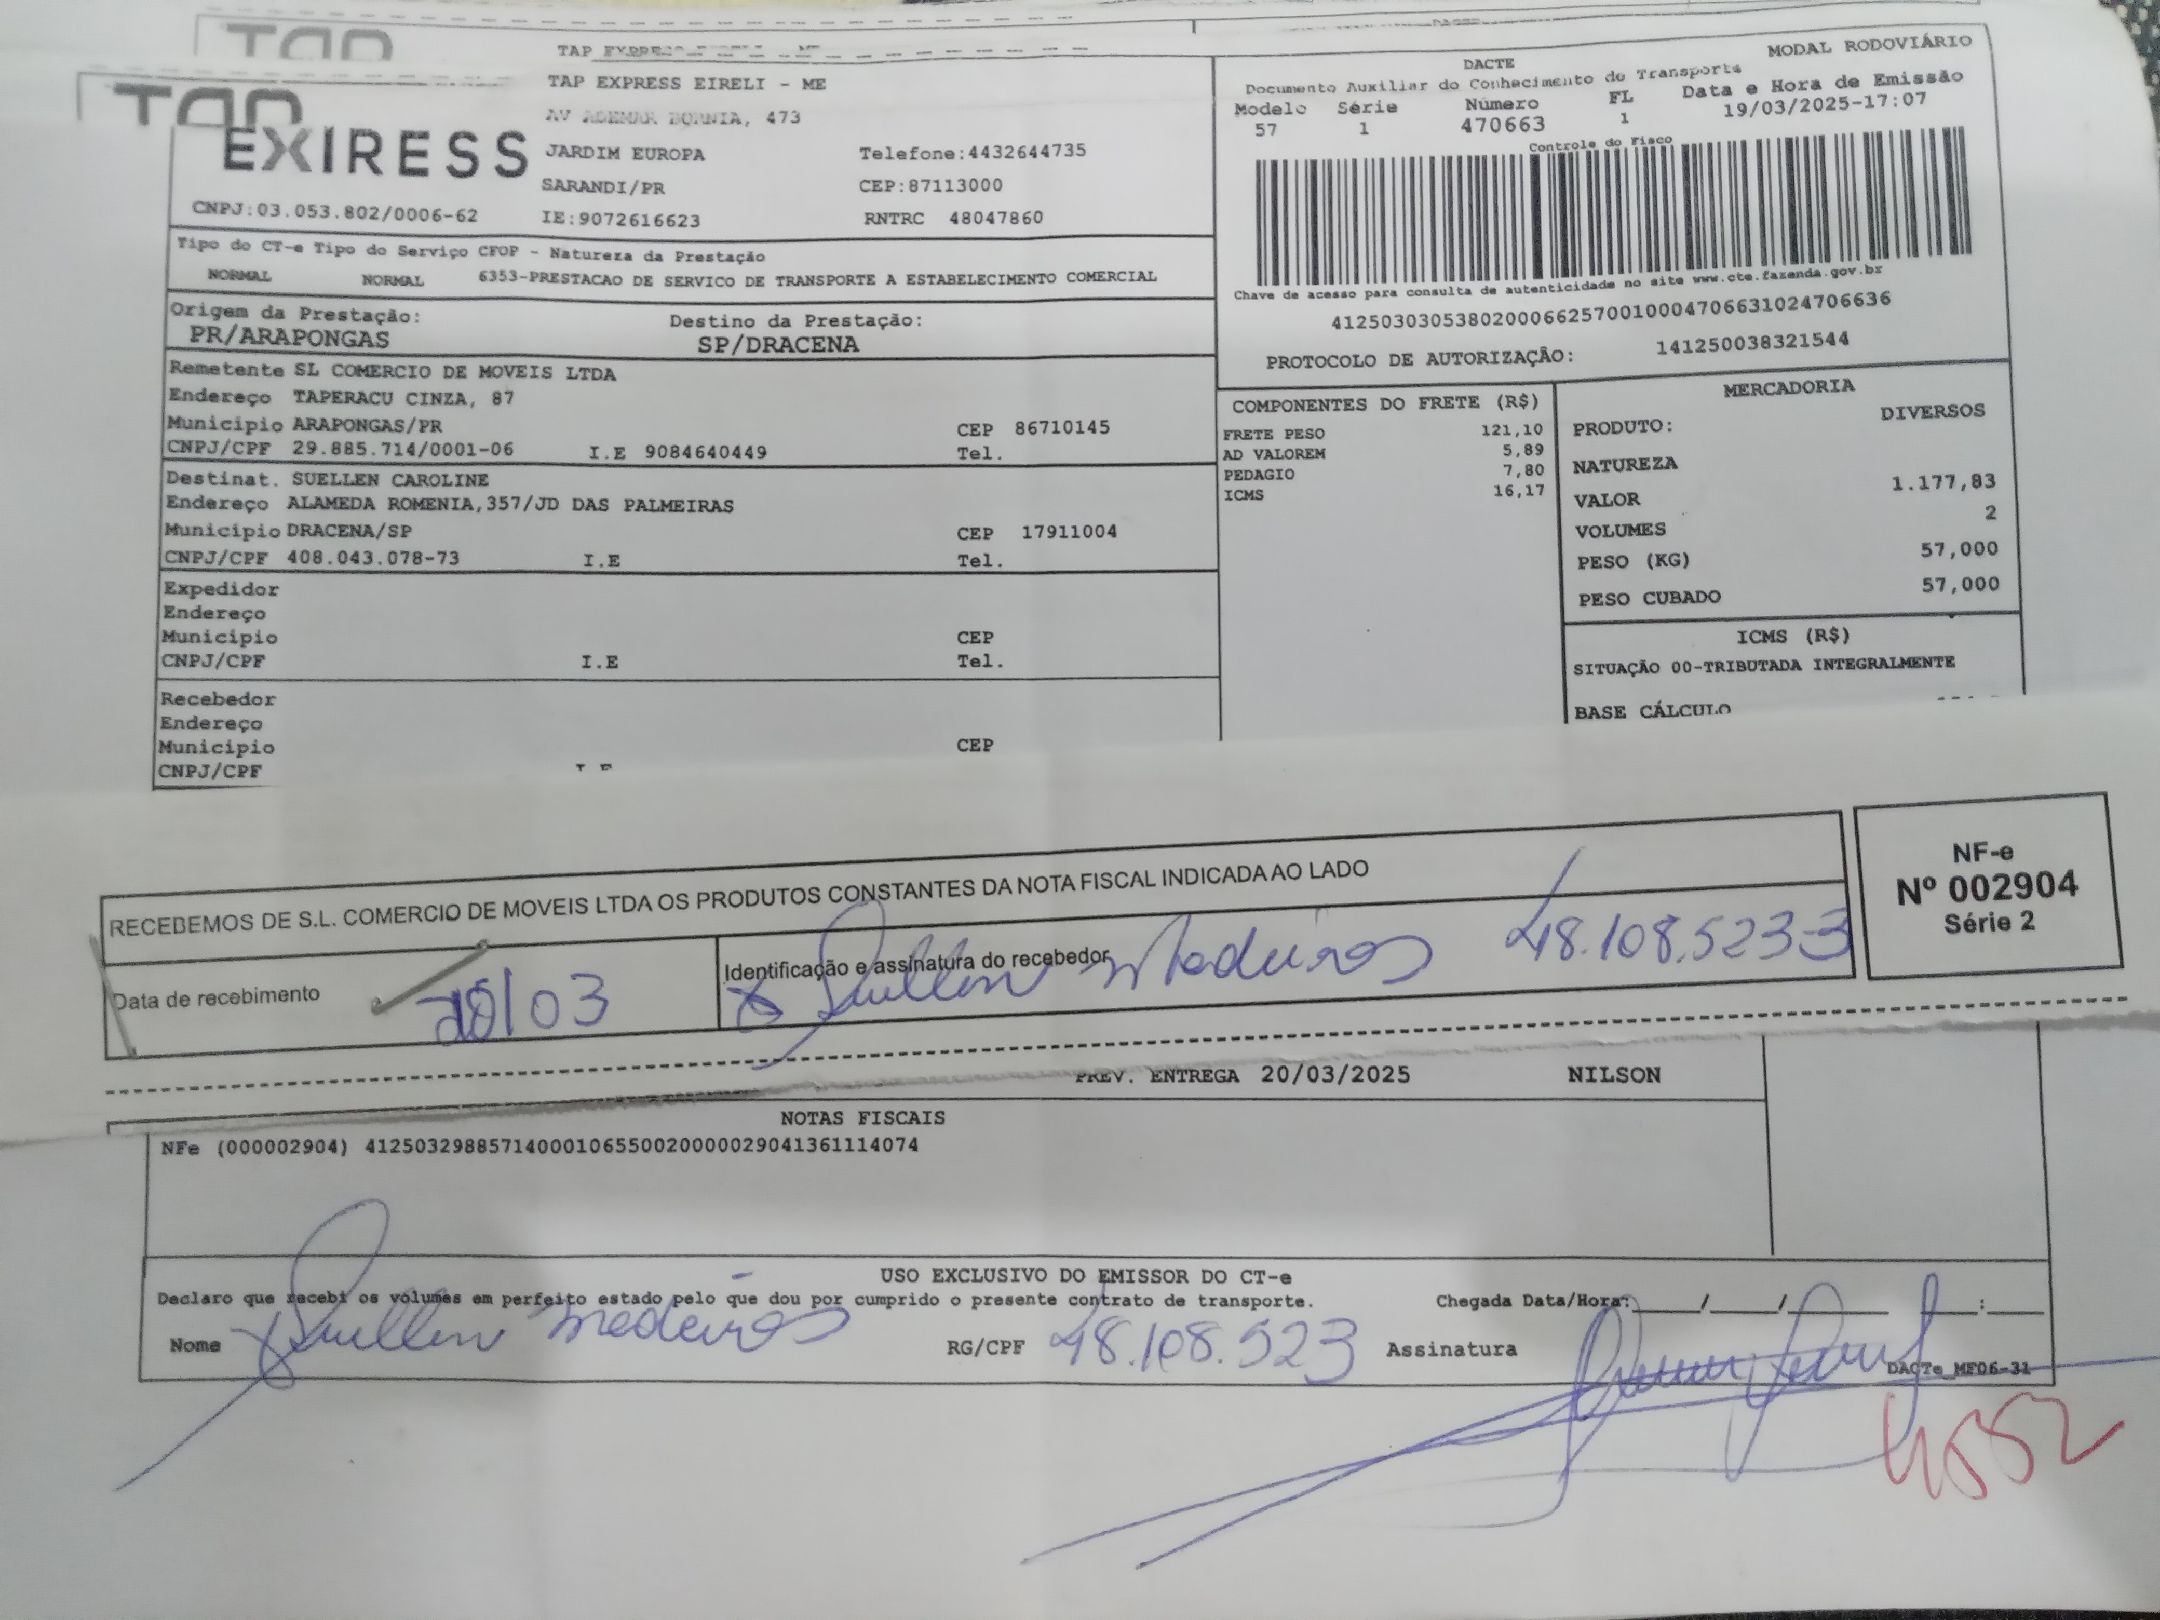 TAP
TAP EXPRESS EIRELI - ME
TAP
EXIRESS
TAP EXPRESS EIRELI - ME
AV ADEMAR BORNIA, 473
JARDIM EUROPA Telefone:4432644735
SARANDI/PR CEP:87113000
CNPJ:03.053.802/0006-62 IE:9072616623 RNTRC 48047860
DACTE MODAL RODOVIÁRIO
Documento Auxiliar do Conhecimento do Transporte
Modelo Série Número FL Data e Hora de Emissão
57 1 470663 1 19/03/2025-17:07
Controle do Fisco
Chave de acesso para consulta de autenticidade no site www.cte.fazenda.gov.br
41250303053802000662570010004706631024706636
PROTOCOLO DE AUTORIZAÇÃO: 141250038321544
Tipo do CT-e Tipo do Serviço CFOP - Natureza da Prestação
NORMAL NORMAL 6353-PRESTACAO DE SERVICO DE TRANSPORTE A ESTABELECIMENTO COMERCIAL
Origem da Prestação: Destino da Prestação:
PR/ARAPONGAS SP/DRACENA
Remetente SL COMERCIO DE MOVEIS LTDA
Endereço TAPERACU CINZA, 87
Municipio ARAPONGAS/PR CEP 86710145
CNPJ/CPF 29.885.714/0001-06 I.E 9084640449 Tel.
Destinat. SUELLEN CAROLINE
Endereço ALAMEDA ROMENIA,357/JD DAS PALMEIRAS
Municipio DRACENA/SP CEP 17911004
CNPJ/CPF 408.043.078-73 I.E Tel.
Expedidor
Endereço
Municipio CEP
CNPJ/CPF I.E Tel.
Recebedor
Endereço
Municipio CEP
CNPJ/CPF I E
COMPONENTES DO FRETE (R$)
FRETE PESO 121,10
AD VALOREM 5,89
PEDAGIO 7,80
ICMS 16,17
MERCADORIA
PRODUTO: DIVERSOS
NATUREZA
VALOR 1.177,83
VOLUMES 2
PESO (KG) 57,000
PESO CUBADO 57,000
ICMS (R$)
SITUAÇÃO 00-TRIBUTADA INTEGRALMENTE
BASE CÁLCULO
RECEBEMOS DE S.L. COMERCIO DE MOVEIS LTDA OS PRODUTOS CONSTANTES DA NOTA FISCAL INDICADA AO LADO
Data de recebimento /03
Identificação e assinatura do recebedor
Suellen Medeiros 48.108.523-3
NF-e
Nº 002904
Série 2
PREV. ENTREGA 20/03/2025 NILSON
NOTAS FISCAIS
NFe (000002904) 41250329885714000106550020000029041361114074
USO EXCLUSIVO DO EMISSOR DO CT-e
Declaro que recebi os volumes em perfeito estado pelo que dou por cumprido o presente contrato de transporte. Chegada Data/Hora:____/____/____ ____:____
Nome Suellen Medeiros RG/CPF 48.108.523 Assinatura
DACTe_MF06-31
4552